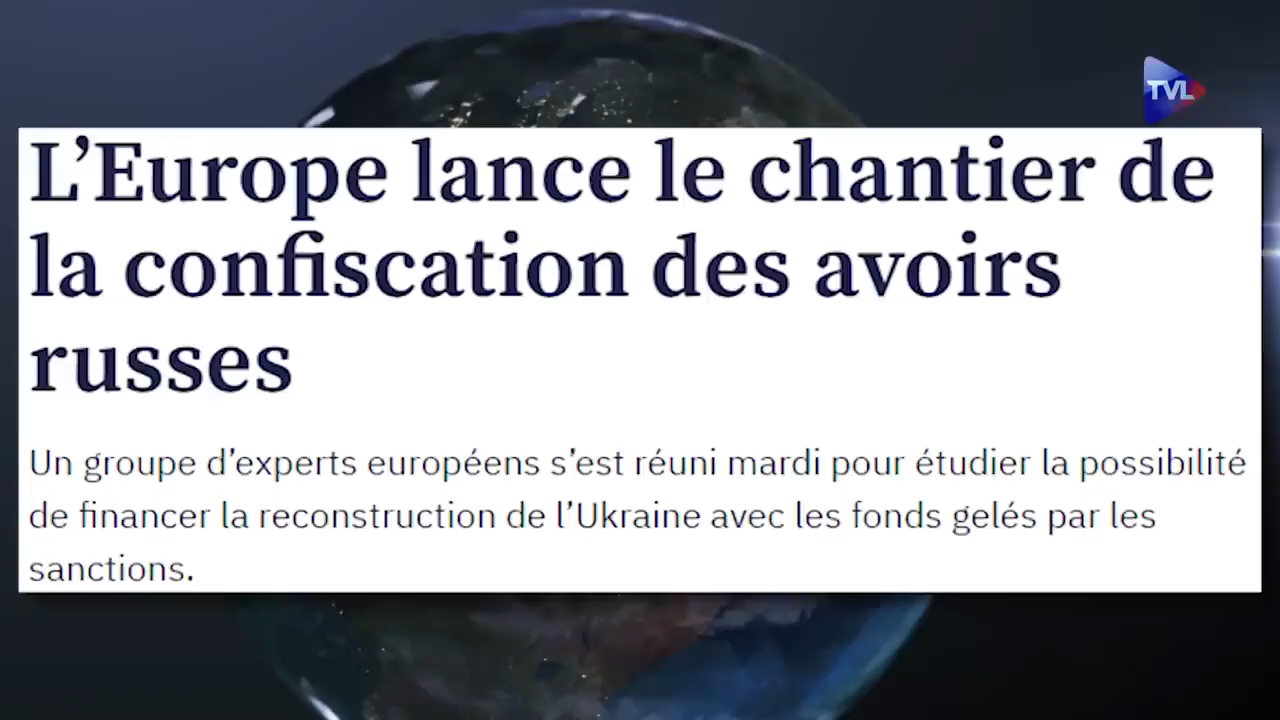 TVL
L’Europe lance le chantier de
la confiscation des avoirs
russes
Un groupe d’experts européens s’est réuni mardi pour étudier la possibilité
de financer la reconstruction de l’Ukraine avec les fonds gelés par les
sanctions.